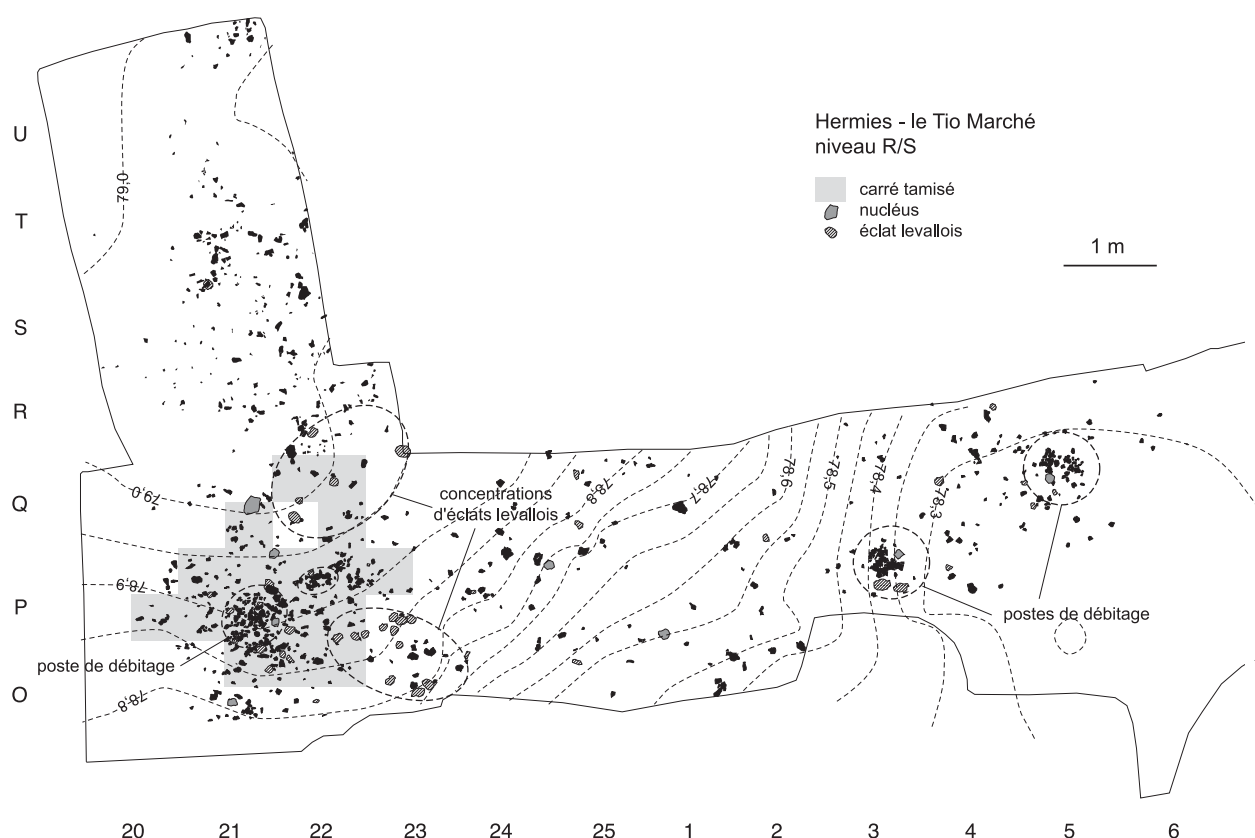 Hermies - le Tio Marché
niveau R/S
carré tamisé
nucléus
éclat levallois
1 m
U
T
S
R
Q
P
O
79,0
79,0
78,9
78,8
78,8
78,7
78,6
78,5
78,4
78,3
concentrations
d'éclats levallois
poste de débitage
postes de débitage
20 21 22 23 24 25 1 2 3 4 5 6